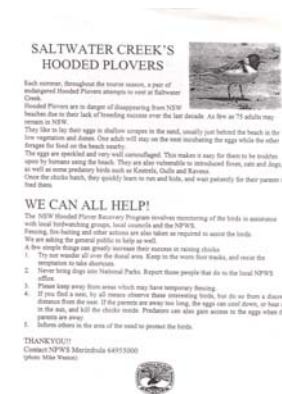 SALTWATER CREEK'S
HOODED PLOVERS
Each summer, throughout the tourist season, a pair of
endangered Hooded Plovers attempts to nest at Saltwater
Creek.
Hooded Plovers are in danger of disappearing from NSW
beaches due to their lack of breeding success over the last decade. As few as 75 adults may
remain in NSW.
They like to lay their eggs in shallow scrapes in the sand, usually just behind the beach in the
low vegetation and dunes. One adult will stay on the nest incubating the eggs while the other
forages for food on the beach nearby.
The eggs are speckled and very well camouflaged. This makes it easy for them to be trodden
upon by humans using the beach. They are also vulnerable to introduced foxes, cats and dogs,
as well as some predatory birds such as Kestrels, Gulls and Ravens.
Once the chicks hatch, they quickly learn to run and hide, and wait patiently for their parents to
feed them.
WE CAN ALL HELP!
The NSW Hooded Plover Recovery Program involves monitoring of the birds in assistance
with local birdwatching groups, local councils and the NPWS.
Fencing, fox baiting and other actions are also taken as required to assist the birds.
We are asking the general public to help as well.
A few simple things can greatly increase their success in raising chicks:
1. Try not wander all over the dunal area. Keep to the worn foot tracks, and resist the
temptation to take shortcuts.
2. Never bring dogs into National Parks. Report those people that do to the local NPWS
office.
3. Please keep away from areas which may have temporary fencing.
4. If you find a nest, by all means observe these interesting birds, but do so from a discreet
distance from the nest. If the parents are away too long, the eggs can cool down, or heat up
in the sun, and kill the chicks inside. Predators can also gain access to the eggs when the
parents are away.
5. Inform others in the area of the need to protect the birds.
THANKYOU!!
Contact NPWS Merimbula 64955000
(photo: Mike Weston)